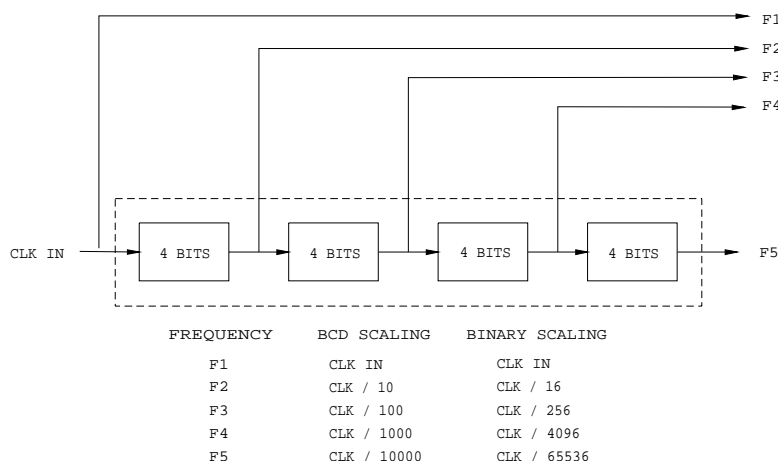 F1
F2
F3
F4
CLK IN 4 BITS 4 BITS 4 BITS 4 BITS F5
FREQUENCY BCD SCALING BINARY SCALING
F1 CLK IN CLK IN
F2 CLK / 10 CLK / 16
F3 CLK / 100 CLK / 256
F4 CLK / 1000 CLK / 4096
F5 CLK / 10000 CLK / 65536